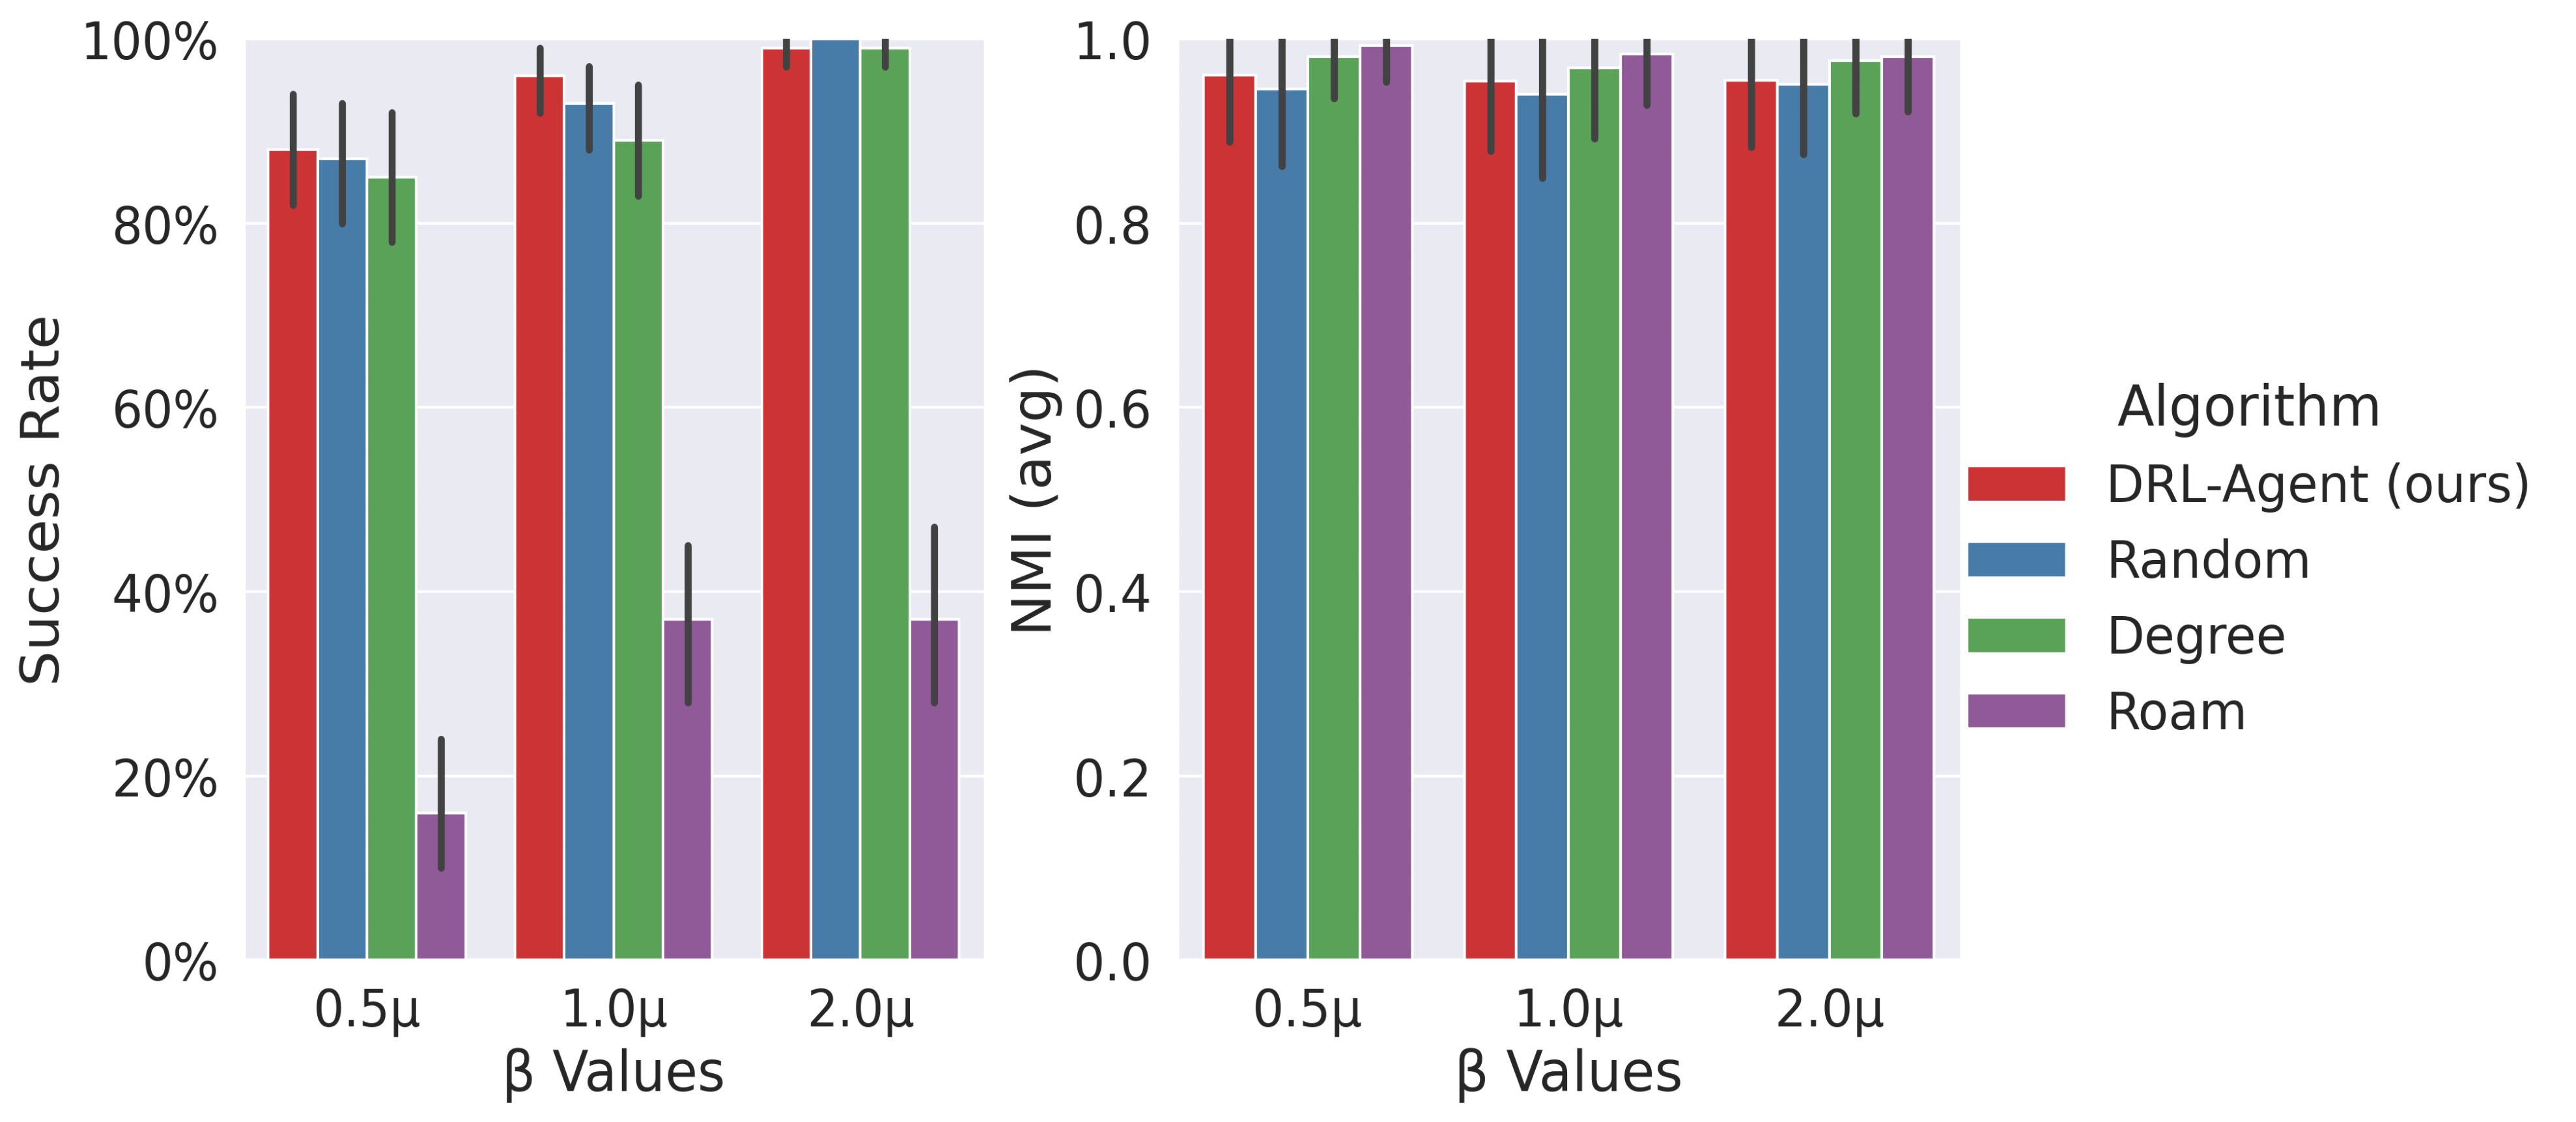 Success Rate
100%
80%
60%
40%
20%
0%
0.5μ 1.0μ 2.0μ
β Values
NMI (avg)
1.0
0.8
0.6
0.4
0.2
0.0
0.5μ 1.0μ 2.0μ
β Values
Algorithm
DRL-Agent (ours)
Random
Degree
Roam